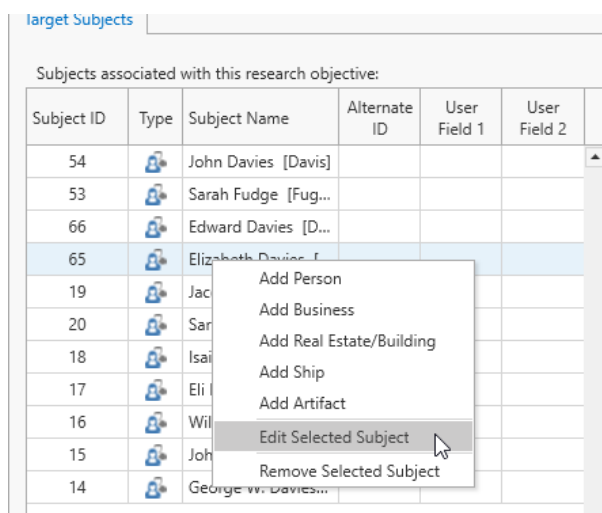 Target Subjects
Subjects associated with this research objective:
Subject ID Type Subject Name Alternate ID User Field 1 User Field 2
54 John Davies [Davis]
53 Sarah Fudge [Fug...
66 Edward Davies [D...
65 Elizabeth Davies [
Add Person
19 Jac
Add Business
20 Sar
Add Real Estate/Building
18 Isai
Add Ship
17 Eli
Add Artifact
16 Wil
Edit Selected Subject
15 Joh
Remove Selected Subject
14 George W. Davies...